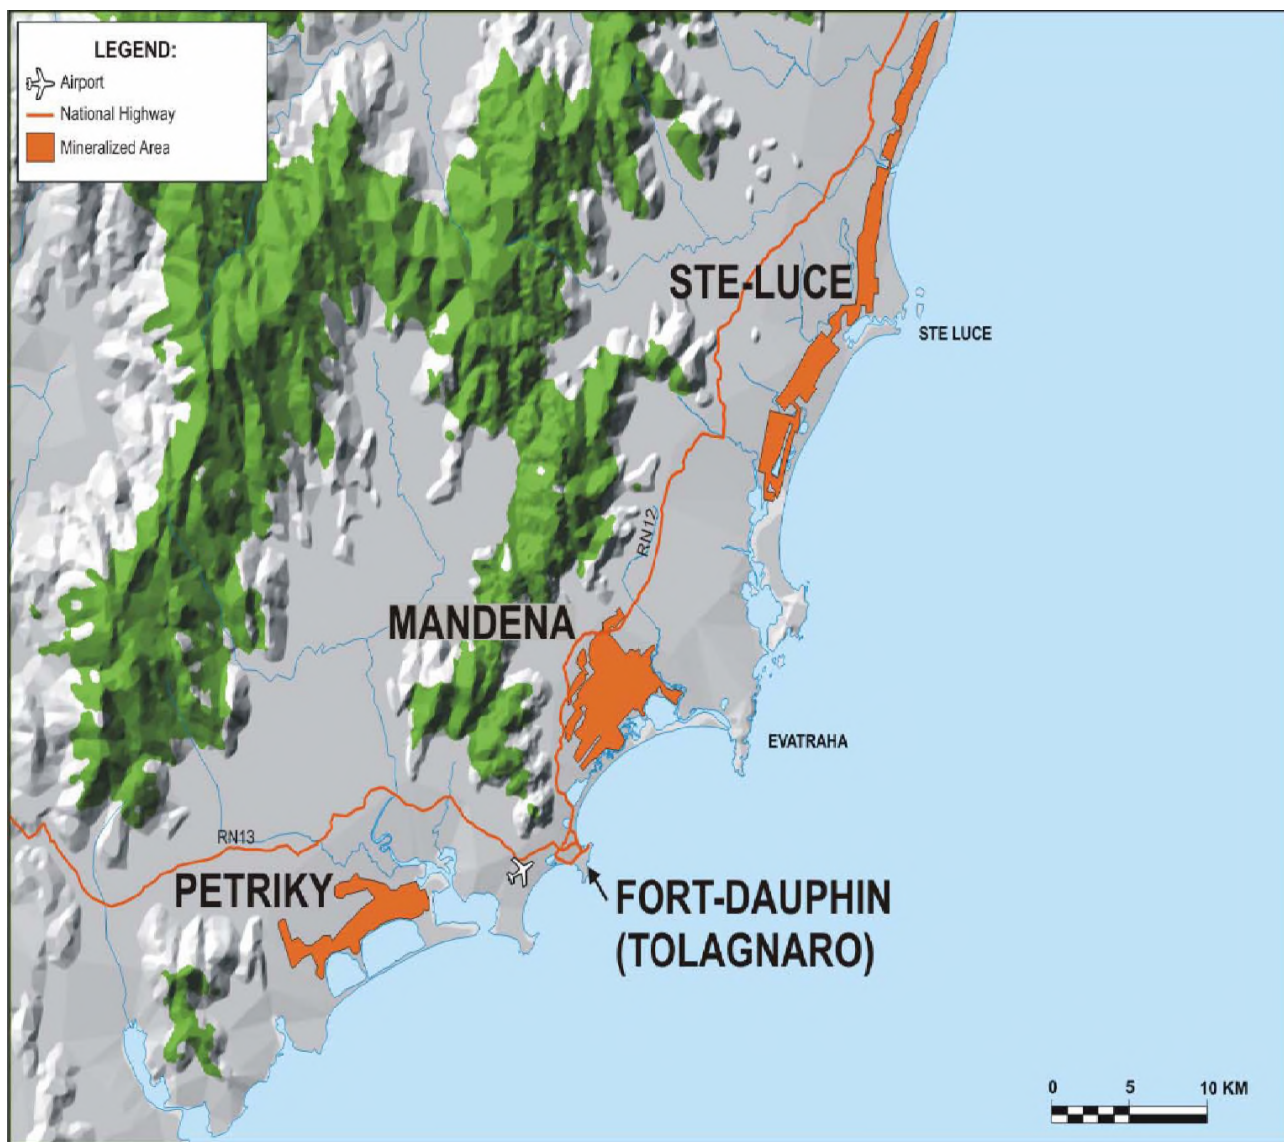 LEGEND:
Airport
National Highway
Mineralized Area
STE-LUCE
STE LUCE
RN12
MANDENA
EVATRAHA
RN13
PETRIKY
FORT-DAUPHIN
(TOLAGNARO)
0 5 10 KM